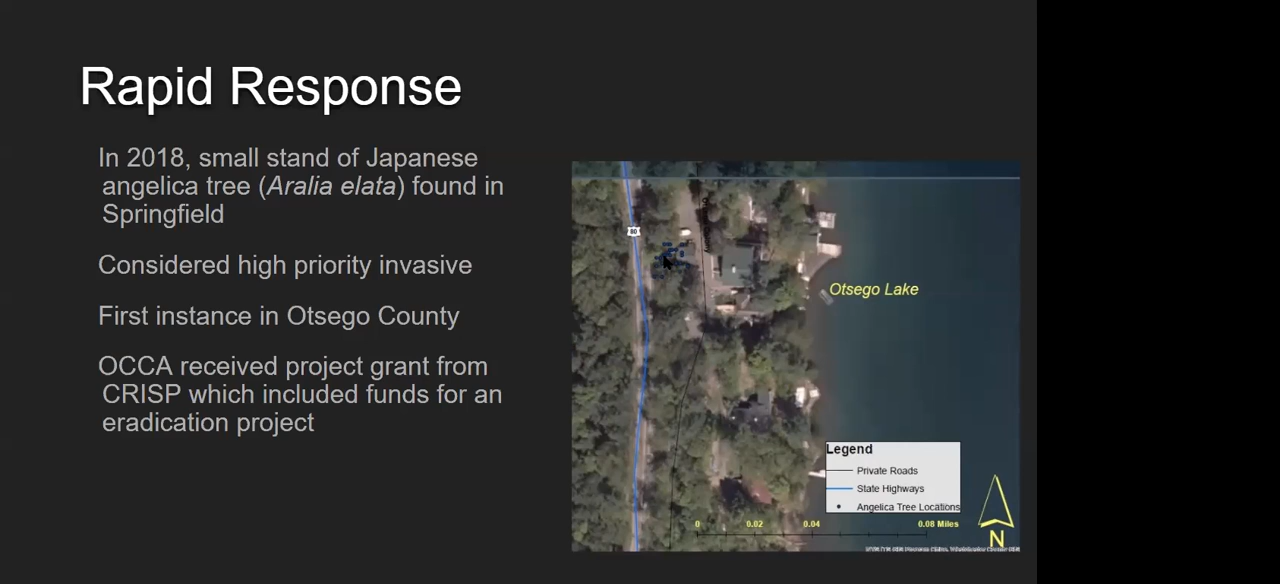 Rapid Response
In 2018, small stand of Japanese
angelica tree (Aralia elata) found in
Springfield
Considered high priority invasive
First instance in Otsego County
OCCA received project grant from
CRISP which included funds for an
eradication project
80
Otsego Lake
Legend
Private Roads
State Highways
Angelica Tree Locations
0 0.02 0.04 0.08 Miles
N